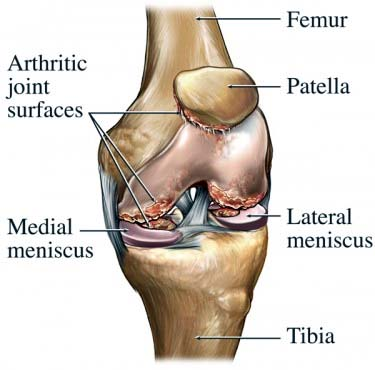 Femur
Arthritic
joint
surfaces
Patella
Medial
meniscus
Lateral
meniscus
Tibia